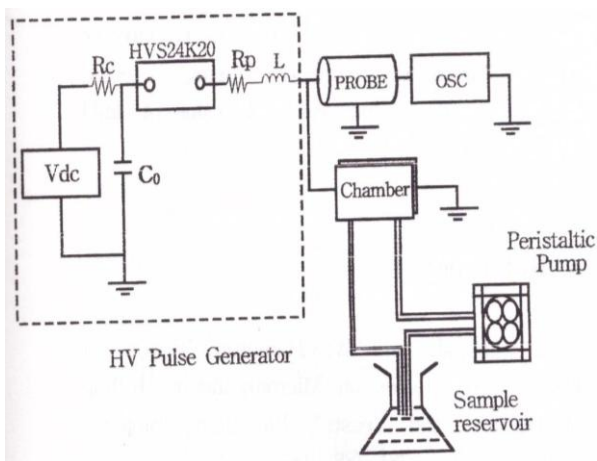 HVS24K20
Rc
Rp
L
PROBE
OSC
Vdc
C₀
Chamber
Peristaltic
Pump
HV Pulse Generator
Sample
reservoir